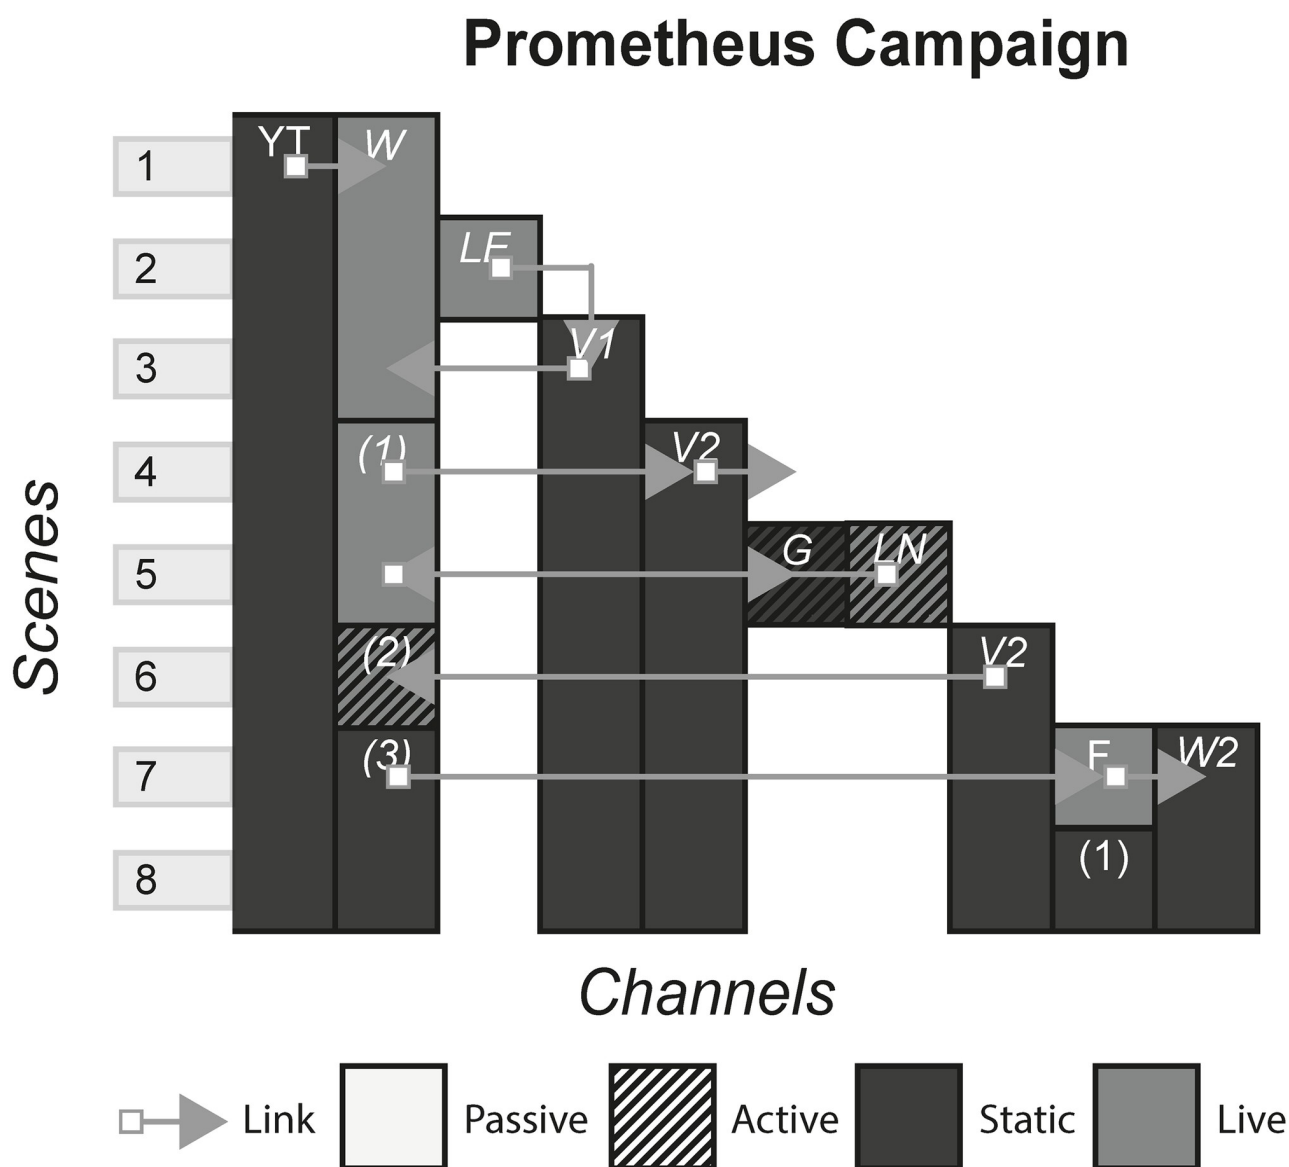 Prometheus Campaign
1
YT
W
2
LF
3
V1
4
(1)
V2
5
G
LN
6
(2)
V2
7
(3)
F
W2
8
(1)
Scenes
Channels
Link
Passive
Active
Static
Live